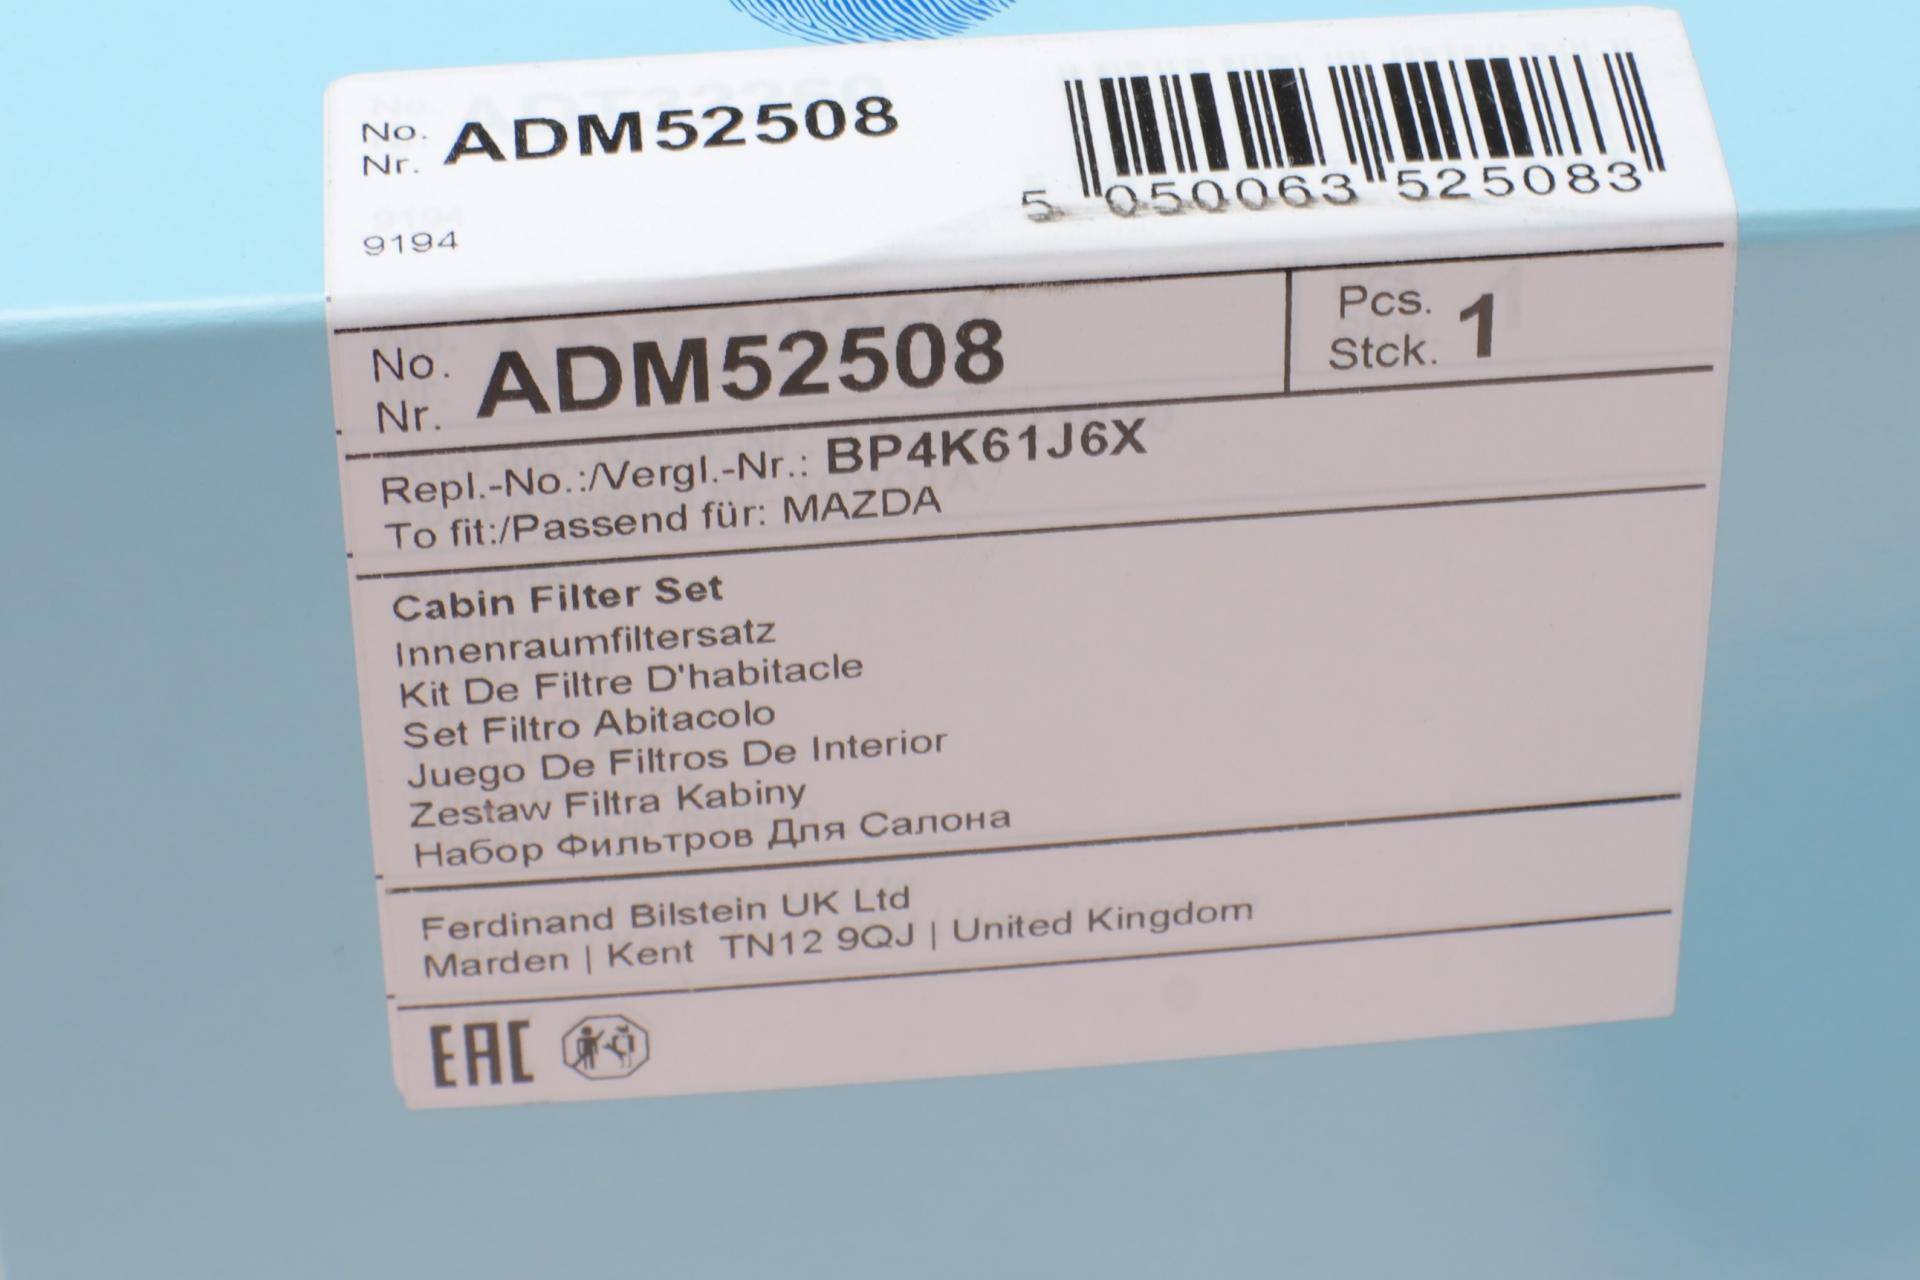 No.
Nr. ADM52508
9194
5 050063 525083
No.
Nr. ADM52508
Pcs.
Stck. 1
Repl.-No.:/Vergl.-Nr.: BP4K61J6X
To fit:/Passend für: MAZDA
Cabin Filter Set
Innenraumfiltersatz
Kit De Filtre D'habitacle
Set Filtro Abitacolo
Juego De Filtros De Interior
Zestaw Filtra Kabiny
Набор Фильтров Для Салона
Ferdinand Bilstein UK Ltd
Marden | Kent TN12 9QJ | United Kingdom
EAC